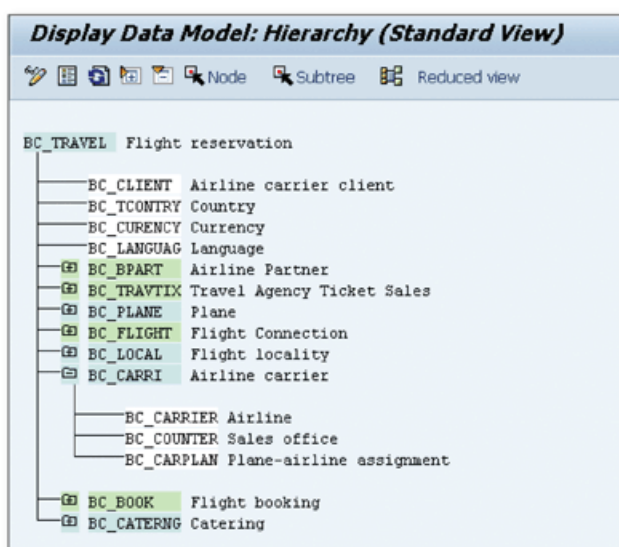 Display Data Model: Hierarchy (Standard View)
Node Subtree Reduced view
BC_TRAVEL Flight reservation
BC_CLIENT Airline carrier client
BC_TCONTRY Country
BC_CURENCY Currency
BC_LANGUAG Language
BC_BPART Airline Partner
BC_TRAVTIX Travel Agency Ticket Sales
BC_PLANE Plane
BC_FLIGHT Flight Connection
BC_LOCAL Flight locality
BC_CARRI Airline carrier
BC_CARRIER Airline
BC_COUNTER Sales office
BC_CARPLAN Plane-airline assignment
BC_BOOK Flight booking
BC_CATERNG Catering